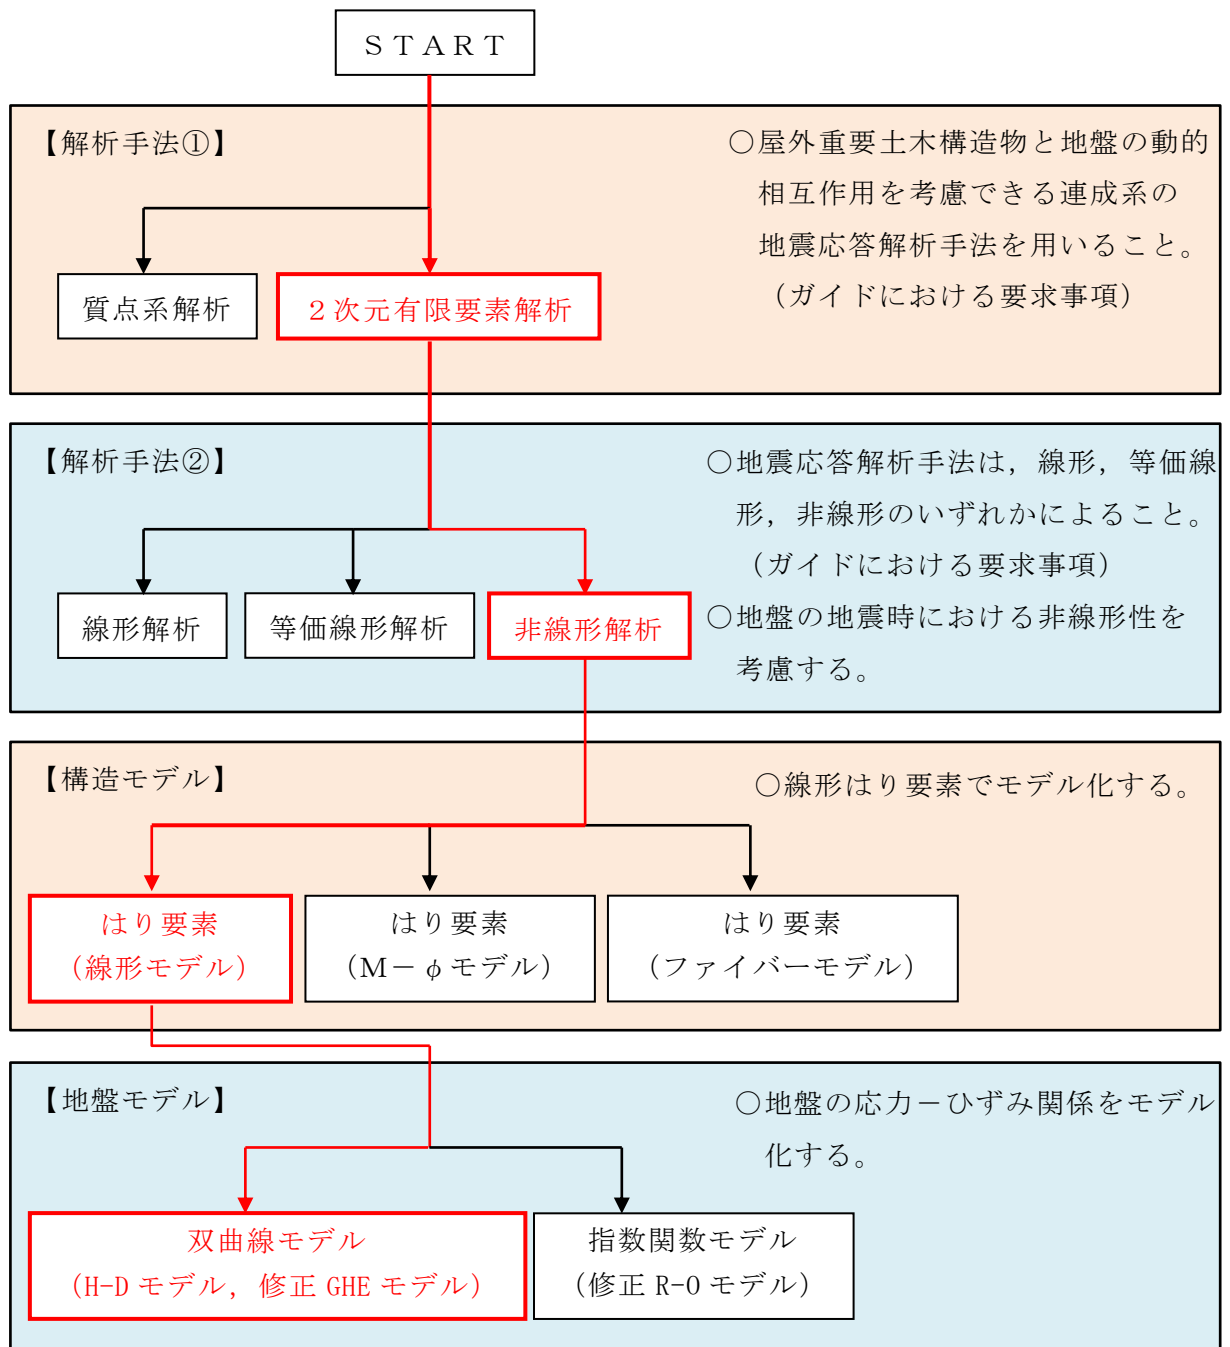 ＳＴＡＲＴ
【解析手法①】
○屋外重要土木構造物と地盤の動的
相互作用を考慮できる連成系の
地震応答解析手法を用いること。
（ガイドにおける要求事項）
質点系解析
２次元有限要素解析
【解析手法②】
○地震応答解析手法は，線形，等価線
形，非線形のいずれかによること。
（ガイドにおける要求事項）
○地盤の地震時における非線形性を
考慮する。
線形解析
等価線形解析
非線形解析
【構造モデル】
○線形はり要素でモデル化する。
はり要素
（線形モデル）
はり要素
（Ｍ－φモデル）
はり要素
（ファイバーモデル）
【地盤モデル】
○地盤の応力－ひずみ関係をモデル
化する。
双曲線モデル
（H-D モデル，修正 GHE モデル）
指数関数モデル
（修正 R-O モデル）